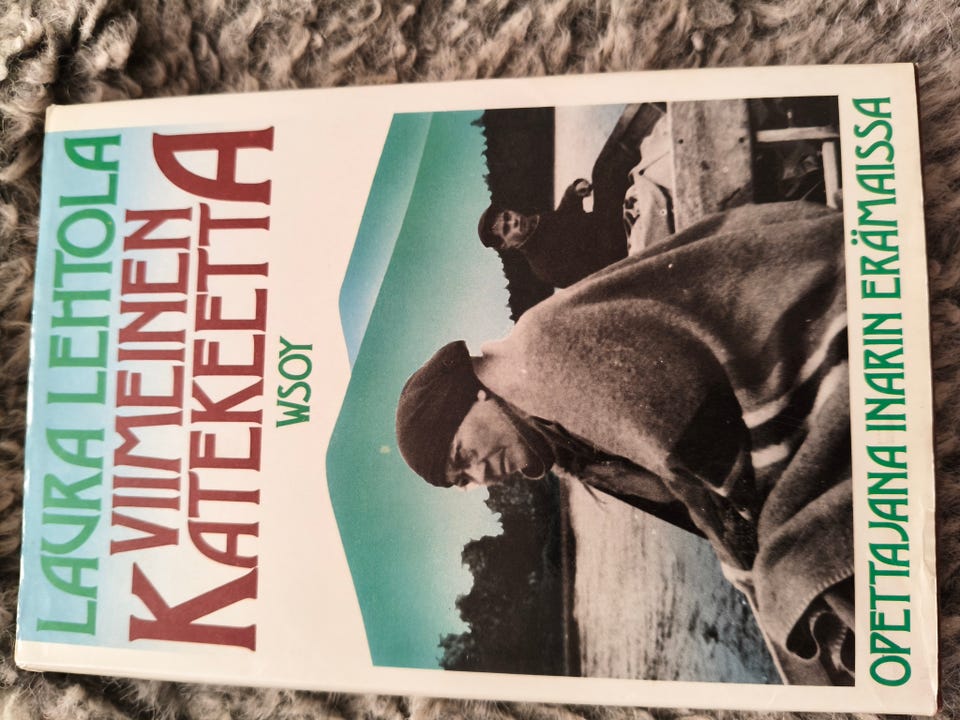 LAURA LEHTOLA
VIIMEINEN
KATEKEETTA
WSOY
OPETTAJANA INARIN ERÄMAISSA